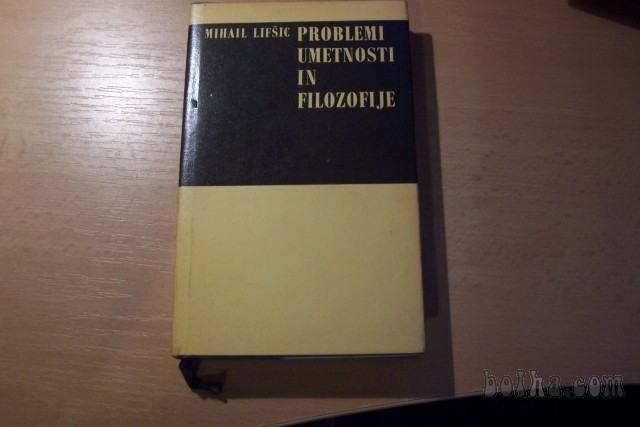 MIHAIL LIFŠIC PROBLEMI
UMETNOSTI
IN
FILOZOFIJE
bolha.com